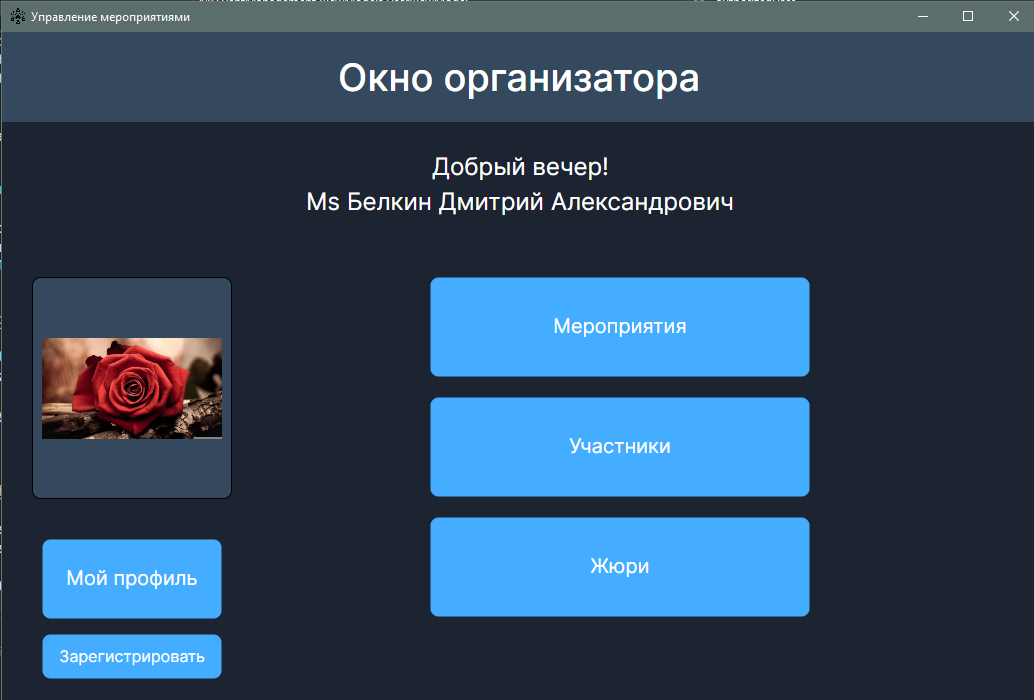 Управление мероприятиями
Окно организатора
Добрый вечер!
Ms Белкин Дмитрий Александрович
Мероприятия
Участники
Жюри
Мой профиль
Зарегистрировать